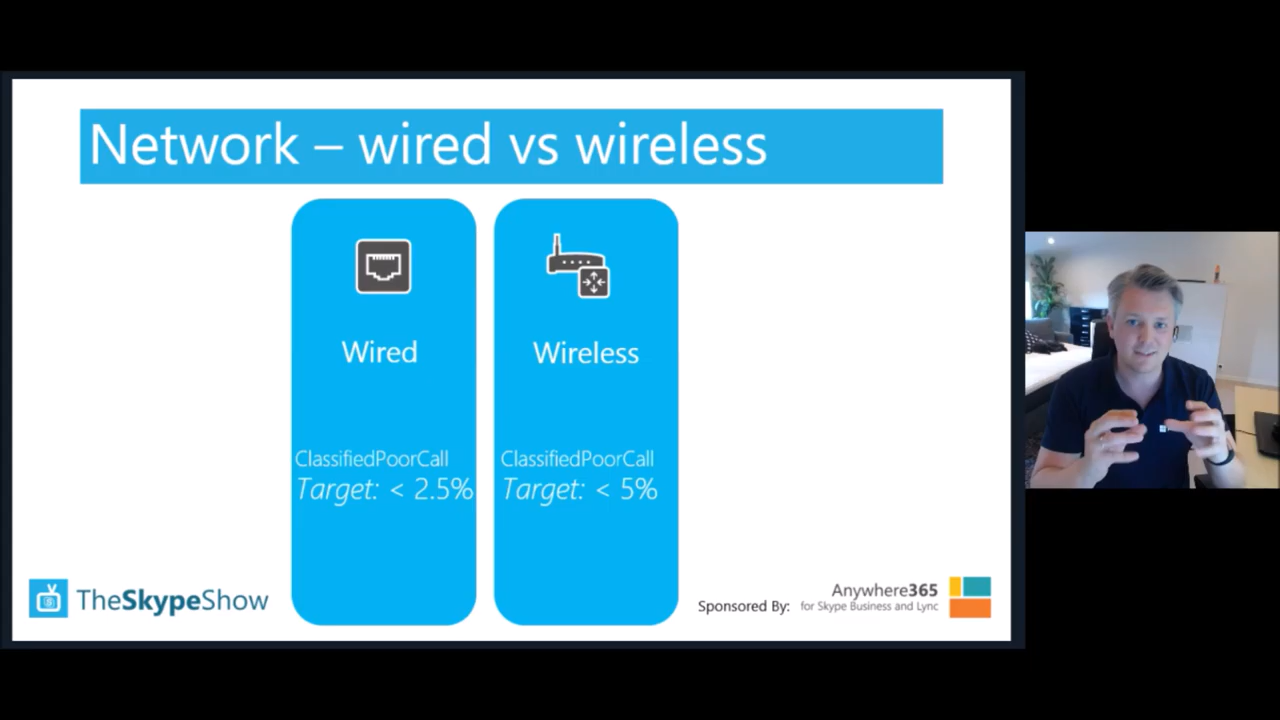 Network – wired vs wireless
Wired
Wireless
ClassifiedPoorCall
Target: < 2.5%
ClassifiedPoorCall
Target: < 5%
TheSkypeShow
Sponsored By:
Anywhere365
for Skype Business and Lync